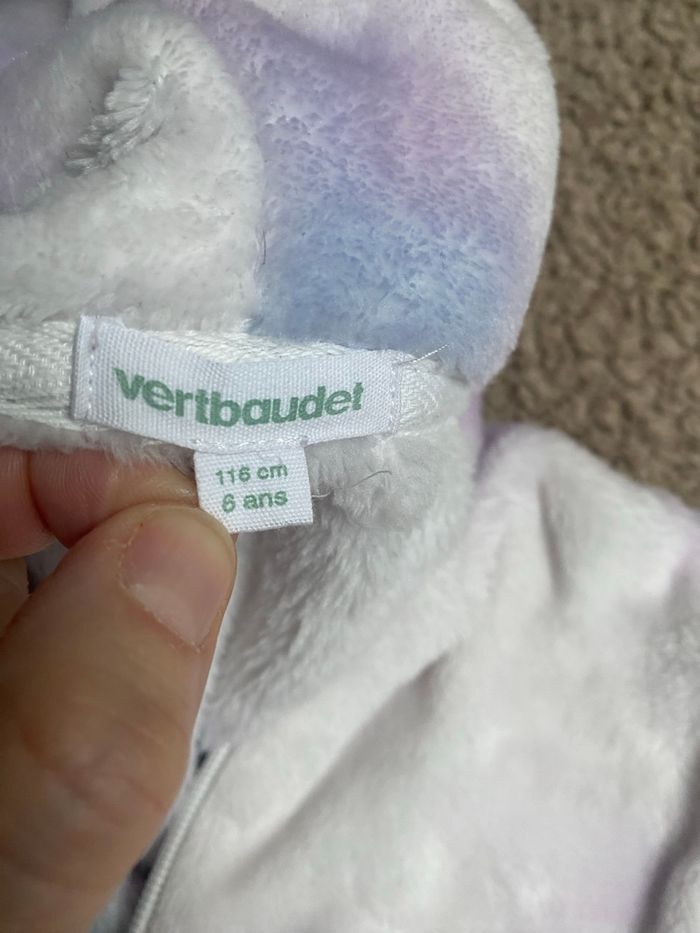 vertbaudet
116 cm
6 ans